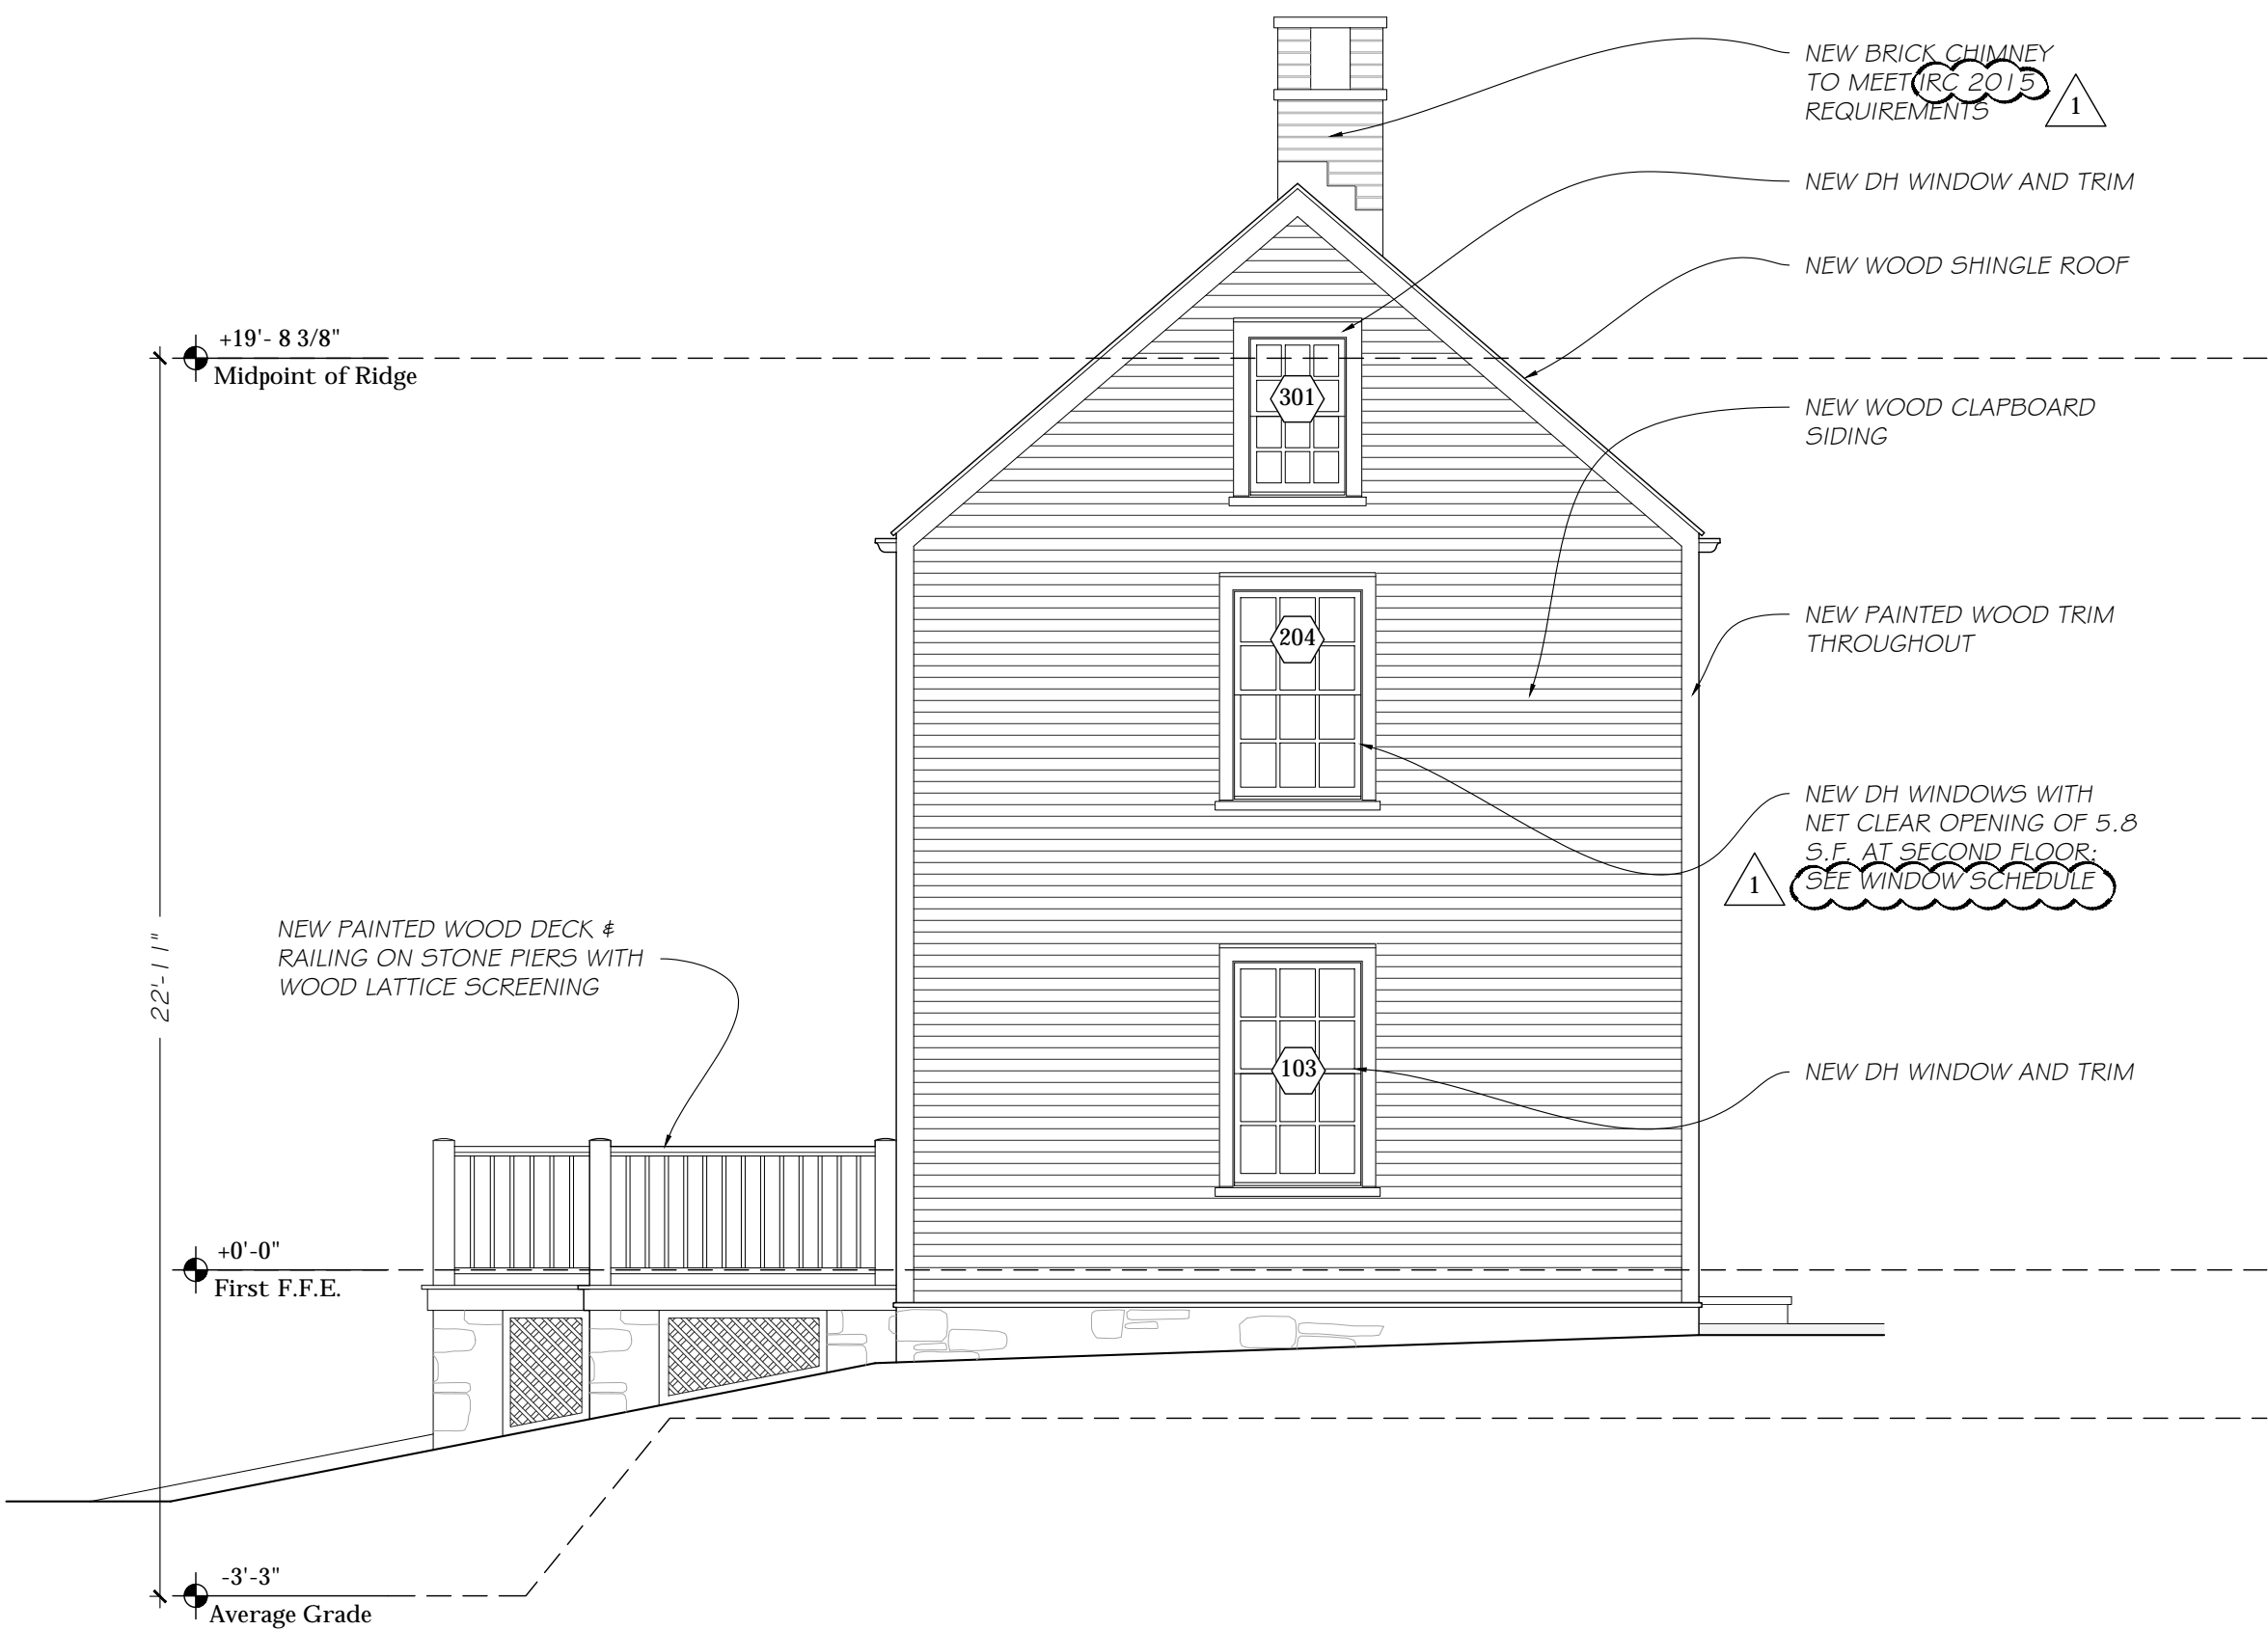 NEW BRICK CHIMNEY
TO MEET IRC 2015
REQUIREMENTS
1
NEW DH WINDOW AND TRIM
NEW WOOD SHINGLE ROOF
+19'- 8 3/8"
Midpoint of Ridge
301
NEW WOOD CLAPBOARD
SIDING
204
NEW PAINTED WOOD TRIM
THROUGHOUT
NEW DH WINDOWS WITH
NET CLEAR OPENING OF 5.8
S.F. AT SECOND FLOOR;
SEE WINDOW SCHEDULE
1
NEW PAINTED WOOD DECK &
RAILING ON STONE PIERS WITH
WOOD LATTICE SCREENING
22'-11"
103
NEW DH WINDOW AND TRIM
+0'-0"
First F.F.E.
-3'-3"
Average Grade